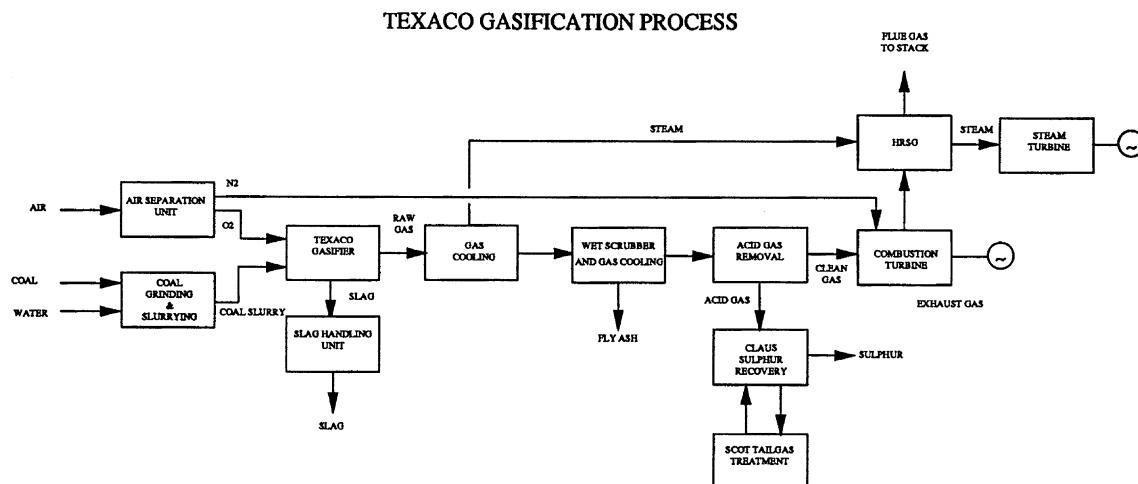 TEXACO GASIFICATION PROCESS
FLUE GAS
TO STACK
STEAM
HRSG
STEAM
STEAM
TURBINE
~
AIR
AIR SEPARATION
UNIT
N2
O2
TEXACO
GASIFIER
RAW
GAS
GAS
COOLING
WET SCRUBBER
AND GAS COOLING
ACID GAS
REMOVAL
CLEAN
GAS
COMBUSTION
TURBINE
~
EXHAUST GAS
COAL
WATER
COAL
GRINDING
&
SLURRYING
COAL SLURRY
SLAG
SLAG HANDLING
UNIT
SLAG
FLY ASH
ACID GAS
CLAUS
SULPHUR
RECOVERY
SULPHUR
SCOT TAILGAS
TREATMENT